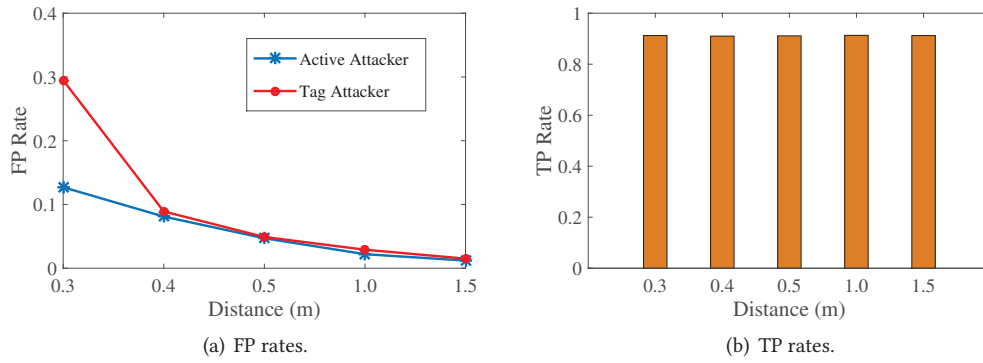 0.4
0.3
0.2
0.1
0
FP Rate
Active Attacker
Tag Attacker
0.3 0.4 0.5 1.0 1.5
Distance (m)
(a) FP rates.
1
0.8
0.6
0.4
0.2
0
TP Rate
0.3 0.4 0.5 1.0 1.5
Distance (m)
(b) TP rates.